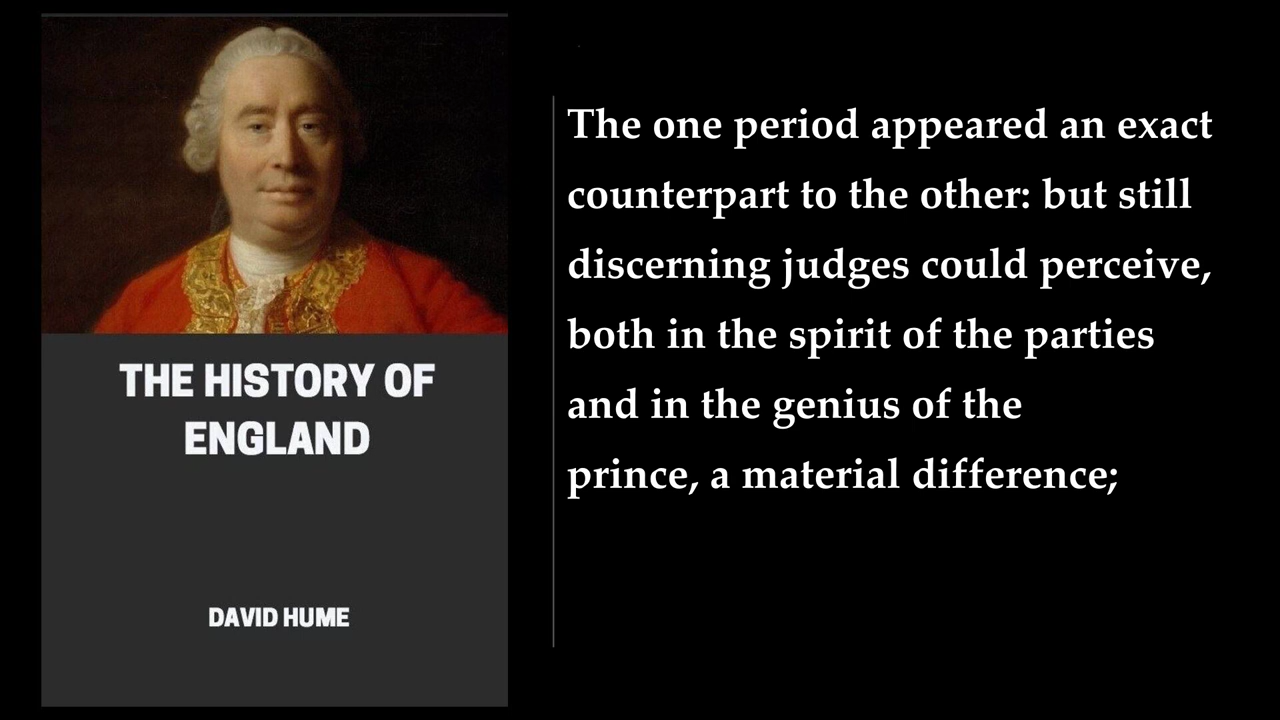 THE HISTORY OF
ENGLAND
DAVID HUME
The one period appeared an exact
counterpart to the other: but still
discerning judges could perceive,
both in the spirit of the parties
and in the genius of the
prince, a material difference;